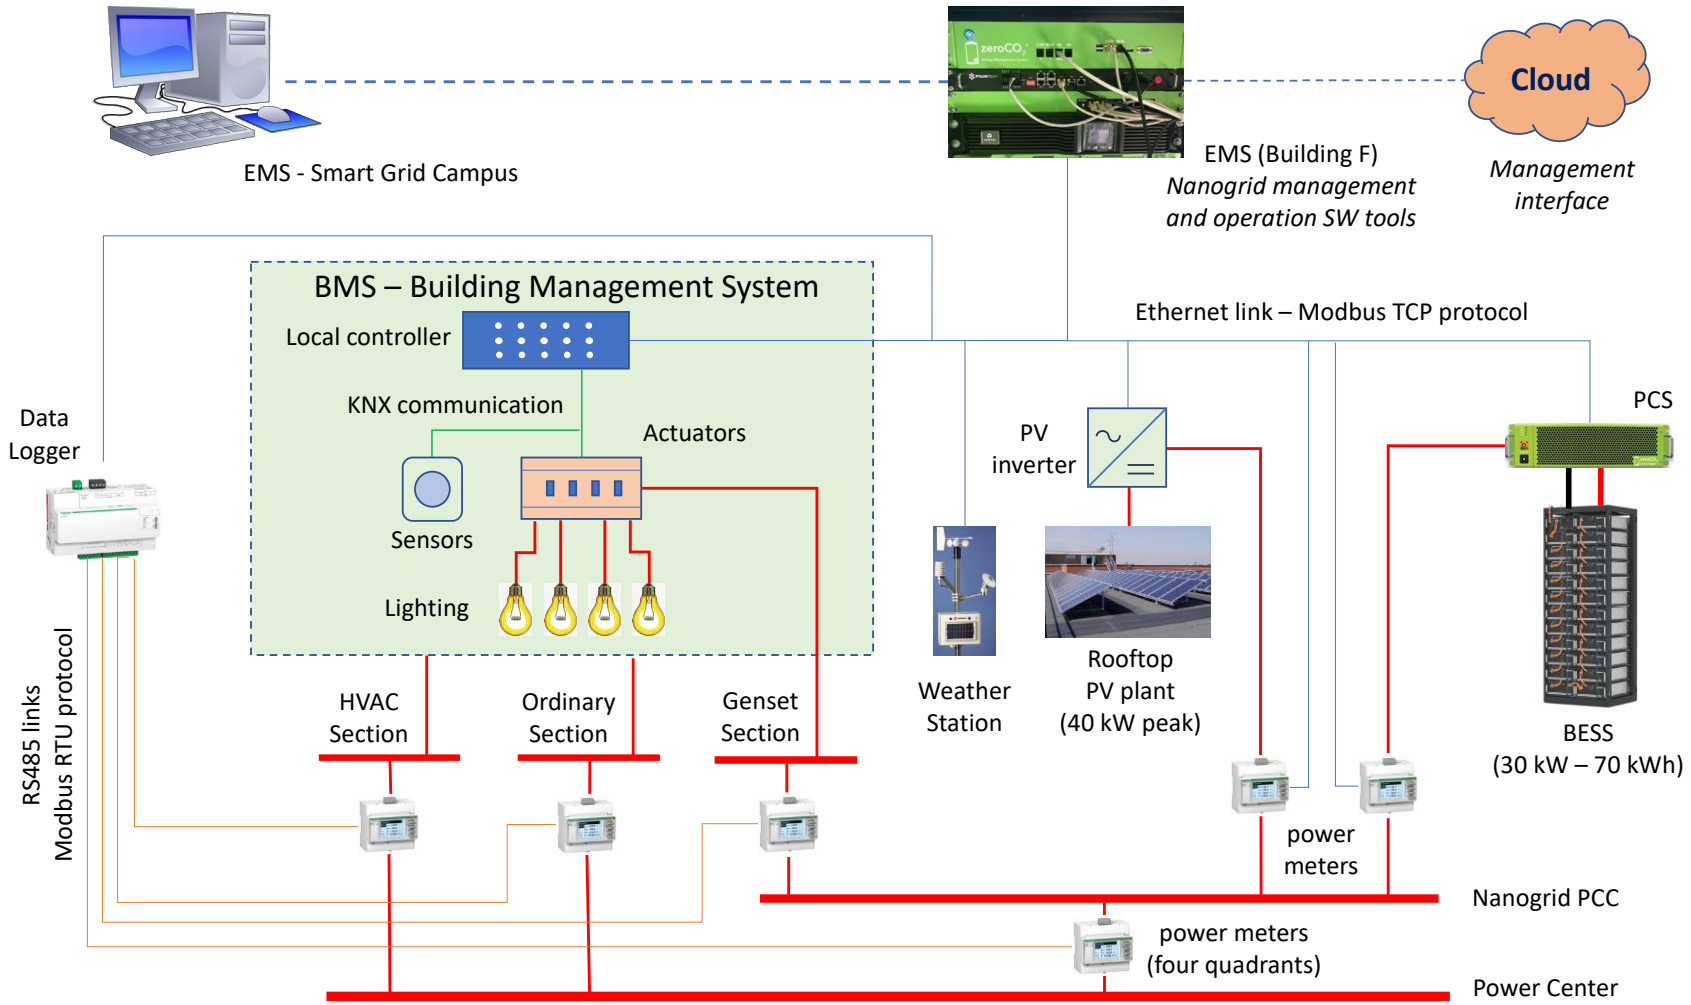 zeroCO2
Cloud
EMS - Smart Grid Campus
EMS (Building F)
Nanogrid management
and operation SW tools
Management
interface
BMS – Building Management System
Local controller
Ethernet link – Modbus TCP protocol
KNX communication
Actuators
Data
Logger
PV
inverter
PCS
Sensors
Lighting
RS485 links
Modbus RTU protocol
HVAC
Section
Ordinary
Section
Genset
Section
Weather
Station
Rooftop
PV plant
(40 kW peak)
BESS
(30 kW – 70 kWh)
power
meters
Nanogrid PCC
power meters
(four quadrants)
Power Center